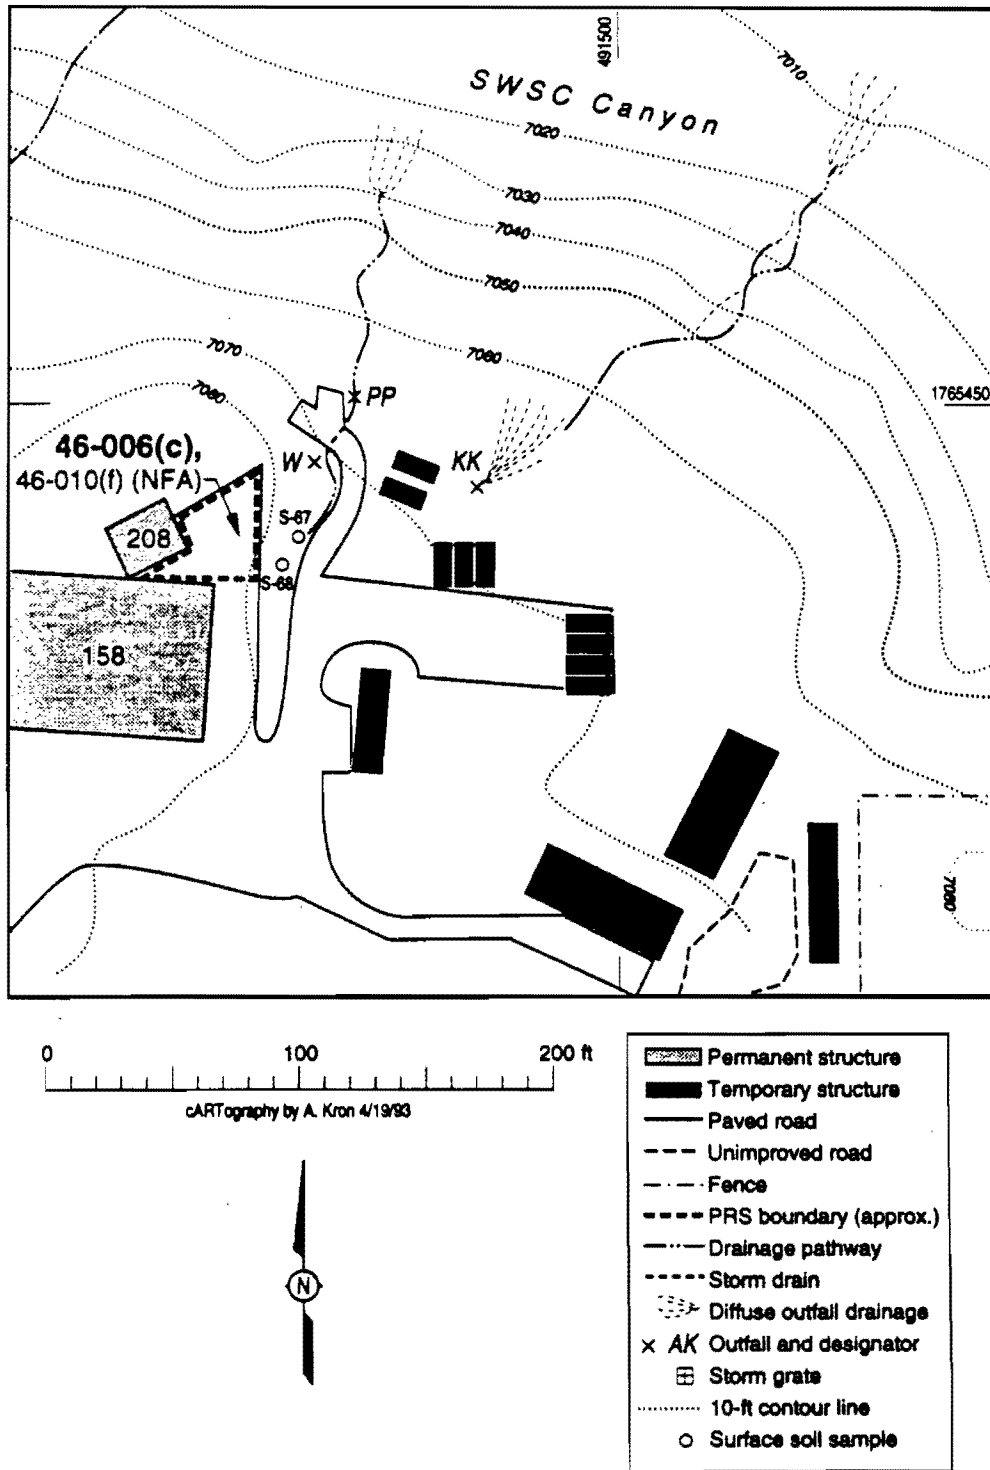 491500
7010
SWSC Canyon
7020
7030
7040
7050
7060
7070
7080
PP
1765450
46-006(c),
46-010(f) (NFA)
W
KK
208
S-67
S-68
158
7080
0 100 200 ft
cARTography by A. Kron 4/19/93
N
Permanent structure
Temporary structure
Paved road
Unimproved road
Fence
PRS boundary (approx.)
Drainage pathway
Storm drain
Diffuse outfall drainage
AK Outfall and designator
Storm grate
10-ft contour line
Surface soil sample